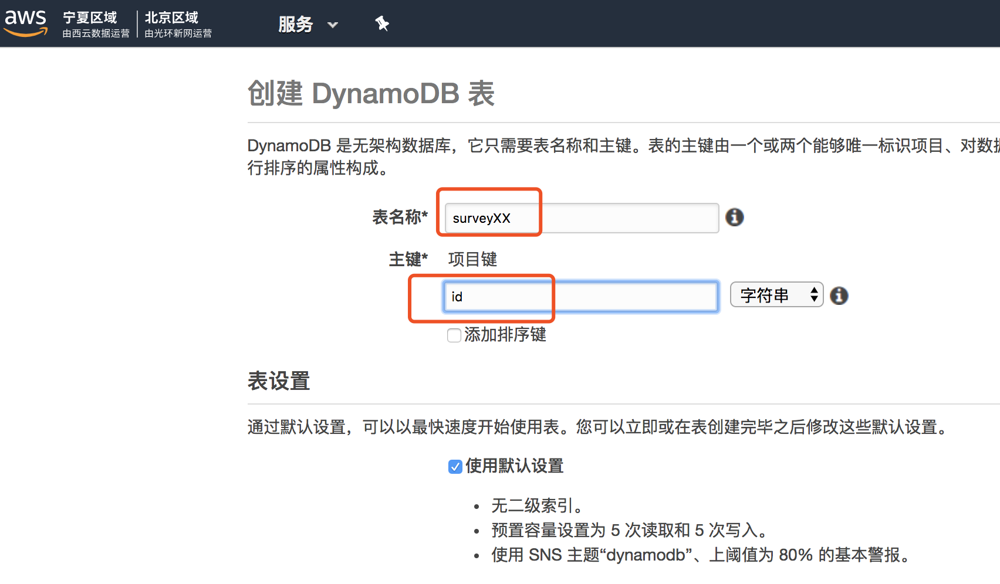 aws
宁夏区域
由西云数据运营
北京区域
由光环新网运营
服务
创建 DynamoDB 表
DynamoDB 是无架构数据库，它只需要表名称和主键。表的主键由一个或两个能够唯一标识项目、对数据
行排序的属性构成。
表名称* surveyXX
主键* 项目键
id 字符串
添加排序键
表设置
通过默认设置，可以以最快速度开始使用表。您可以立即或在表创建完毕之后修改这些默认设置。
使用默认设置
• 无二级索引。
• 预置容量设置为 5 次读取和 5 次写入。
• 使用 SNS 主题“dynamodb”、上阈值为 80% 的基本警报。